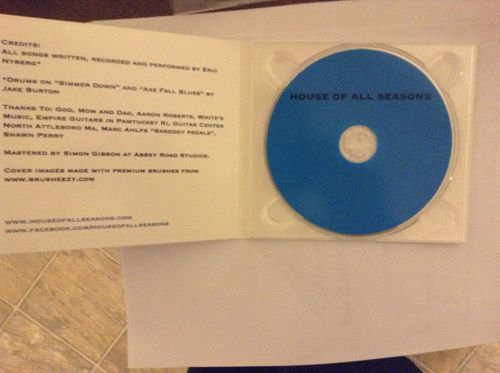 Credits:
All songs written, recorded and performed by Eric
Nyberg*
*Drums on "Simmer Down" and "Axe Fall Blues" by
Jake Burton
Thanks to: God, Mom and Dad, Aaron Roberts, White's
Music, Empire Guitars in Pawtucket Ri, Guitar Center
North Attleboro Ma, Marc Ahlfs "Skreddy pedals",
Shawn Perry
Mastered by Simon Gibson at Abbey Road Studios.
Cover images made with premium brushes from
www.brusheezy.com
www.houseofallseasons.com
www.facebook.com/houseofallseasons
HOUSE OF ALL SEASONS